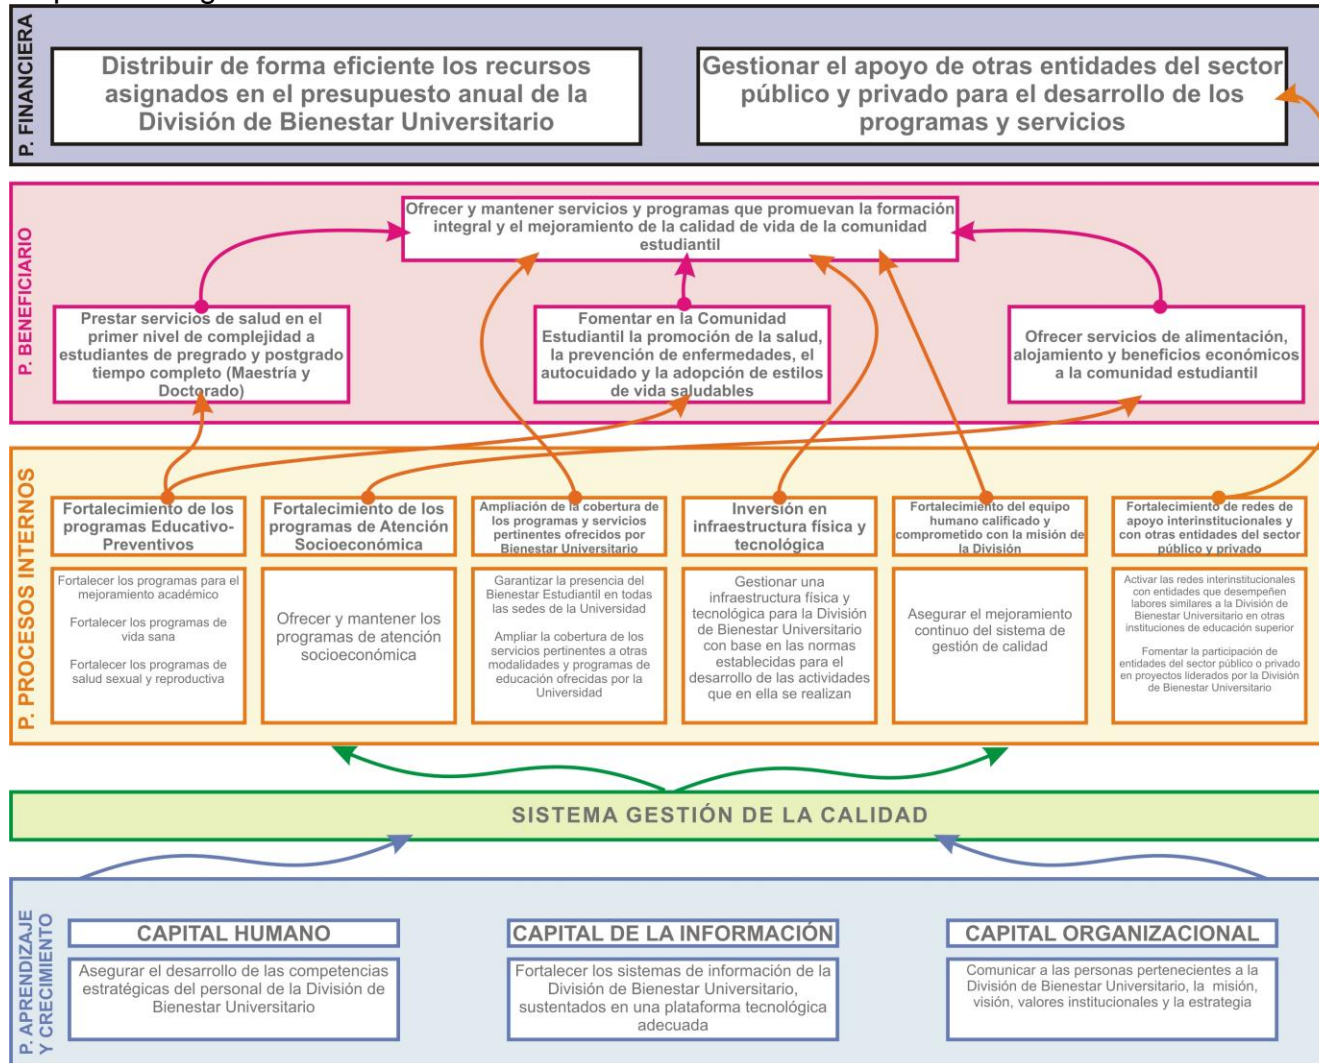 P. FINANCIERA
Distribuir de forma eficiente los recursos
asignados en el presupuesto anual de la
División de Bienestar Universitario
Gestionar el apoyo de otras entidades del sector
público y privado para el desarrollo de los
programas y servicios
P. BENEFICIARIO
Ofrecer y mantener servicios y programas que promuevan la formación
integral y el mejoramiento de la calidad de vida de la comunidad
estudiantil
Prestar servicios de salud en el
primer nivel de complejidad a
estudiantes de pregrado y postgrado
tiempo completo (Maestría y
Doctorado)
Fomentar en la Comunidad
Estudiantil la promoción de la salud,
la prevención de enfermedades, el
autocuidado y la adopción de estilos
de vida saludables
Ofrecer servicios de alimentación,
alojamiento y beneficios económicos
a la comunidad estudiantil
P. PROCESOS INTERNOS
Fortalecimiento de los
programas Educativo-
Preventivos
Fortalecer los programas para el
mejoramiento académico
Fortalecer los programas de
vida sana
Fortalecer los programas de
salud sexual y reproductiva
Fortalecimiento de los
programas de Atención
Socioeconómica
Ofrecer y mantener los
programas de atención
socioeconómica
Ampliación de la cobertura de
los programas y servicios
pertinentes ofrecidos por
Bienestar Universitario
Garantizar la presencia del
Bienestar Estudiantil en todas
las sedes de la Universidad
Ampliar la cobertura de los
servicios pertinentes a otras
modalidades y programas de
educación ofrecidas por la
Universidad
Inversión en
infraestructura física y
tecnológica
Gestionar una
infraestructura física y
tecnológica para la División
de Bienestar Universitario
con base en las normas
establecidas para el
desarrollo de las actividades
que en ella se realizan
Fortalecimiento del equipo
humano calificado y
comprometido con la misión de
la División
Asegurar el mejoramiento
continuo del sistema de
gestión de calidad
Fortalecimiento de redes de
apoyo interinstitucionales y
con otras entidades del sector
público y privado
Activar las redes interinstitucionales
con entidades que desempeñen
labores similares a la División de
Bienestar Universitario en otras
instituciones de educación superior
Fomentar la participación de
entidades del sector público o privado
en proyectos liderados por la División
de Bienestar Universitario
SISTEMA GESTIÓN DE LA CALIDAD
P. APRENDIZAJE
Y CRECIMIENTO
CAPITAL HUMANO
Asegurar el desarrollo de las competencias
estratégicas del personal de la División de
Bienestar Universitario
CAPITAL DE LA INFORMACIÓN
Fortalecer los sistemas de información de la
División de Bienestar Universitario,
sustentados en una plataforma tecnológica
adecuada
CAPITAL ORGANIZACIONAL
Comunicar a las personas pertenecientes a la
División de Bienestar Universitario, la misión,
visión, valores institucionales y la estrategia